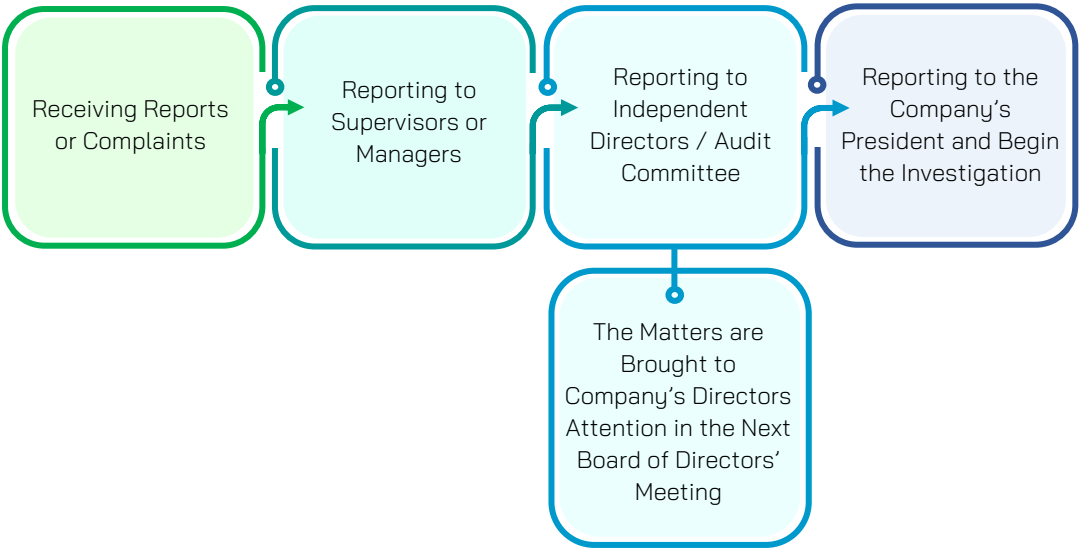 Receiving Reports
or Complaints
Reporting to
Supervisors or
Managers
Reporting to
Independent
Directors / Audit
Committee
Reporting to the
Company's
President and Begin
the Investigation
The Matters are
Brought to
Company's Directors
Attention in the Next
Board of Directors'
Meeting